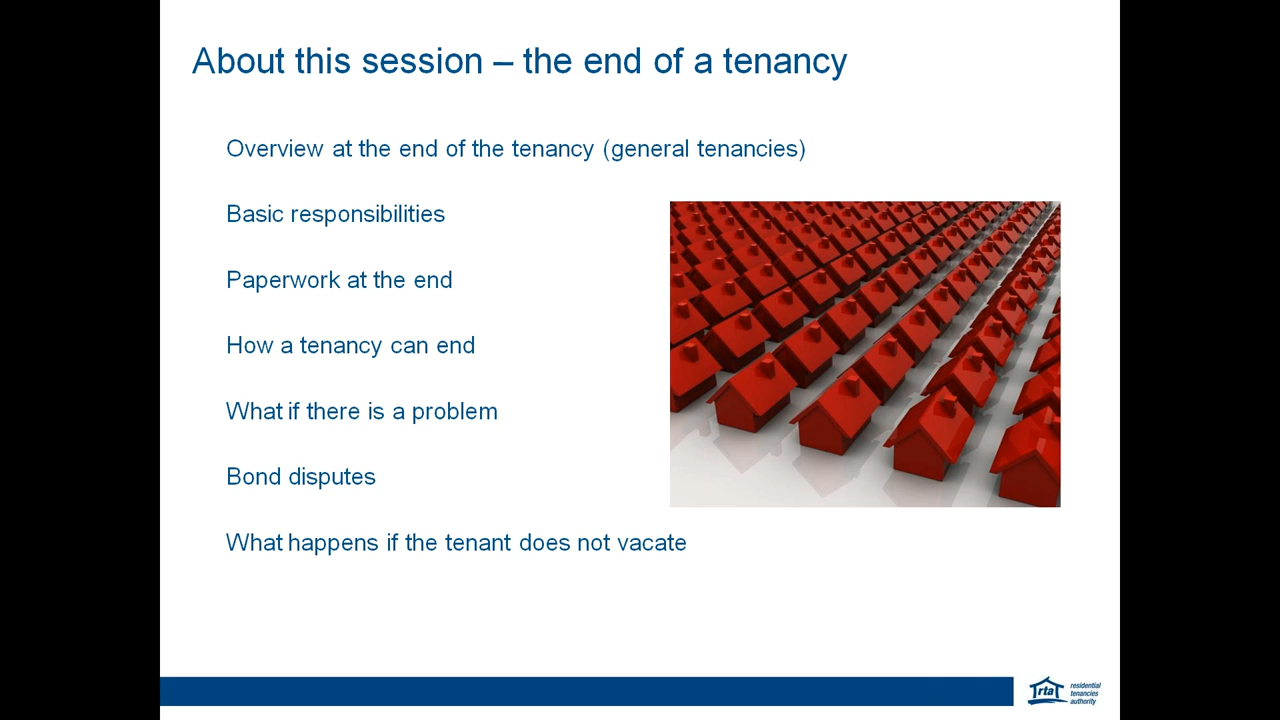 About this session – the end of a tenancy
Overview at the end of the tenancy (general tenancies)
Basic responsibilities
Paperwork at the end
How a tenancy can end
What if there is a problem
Bond disputes
What happens if the tenant does not vacate
rta
residential
tenancies
authority